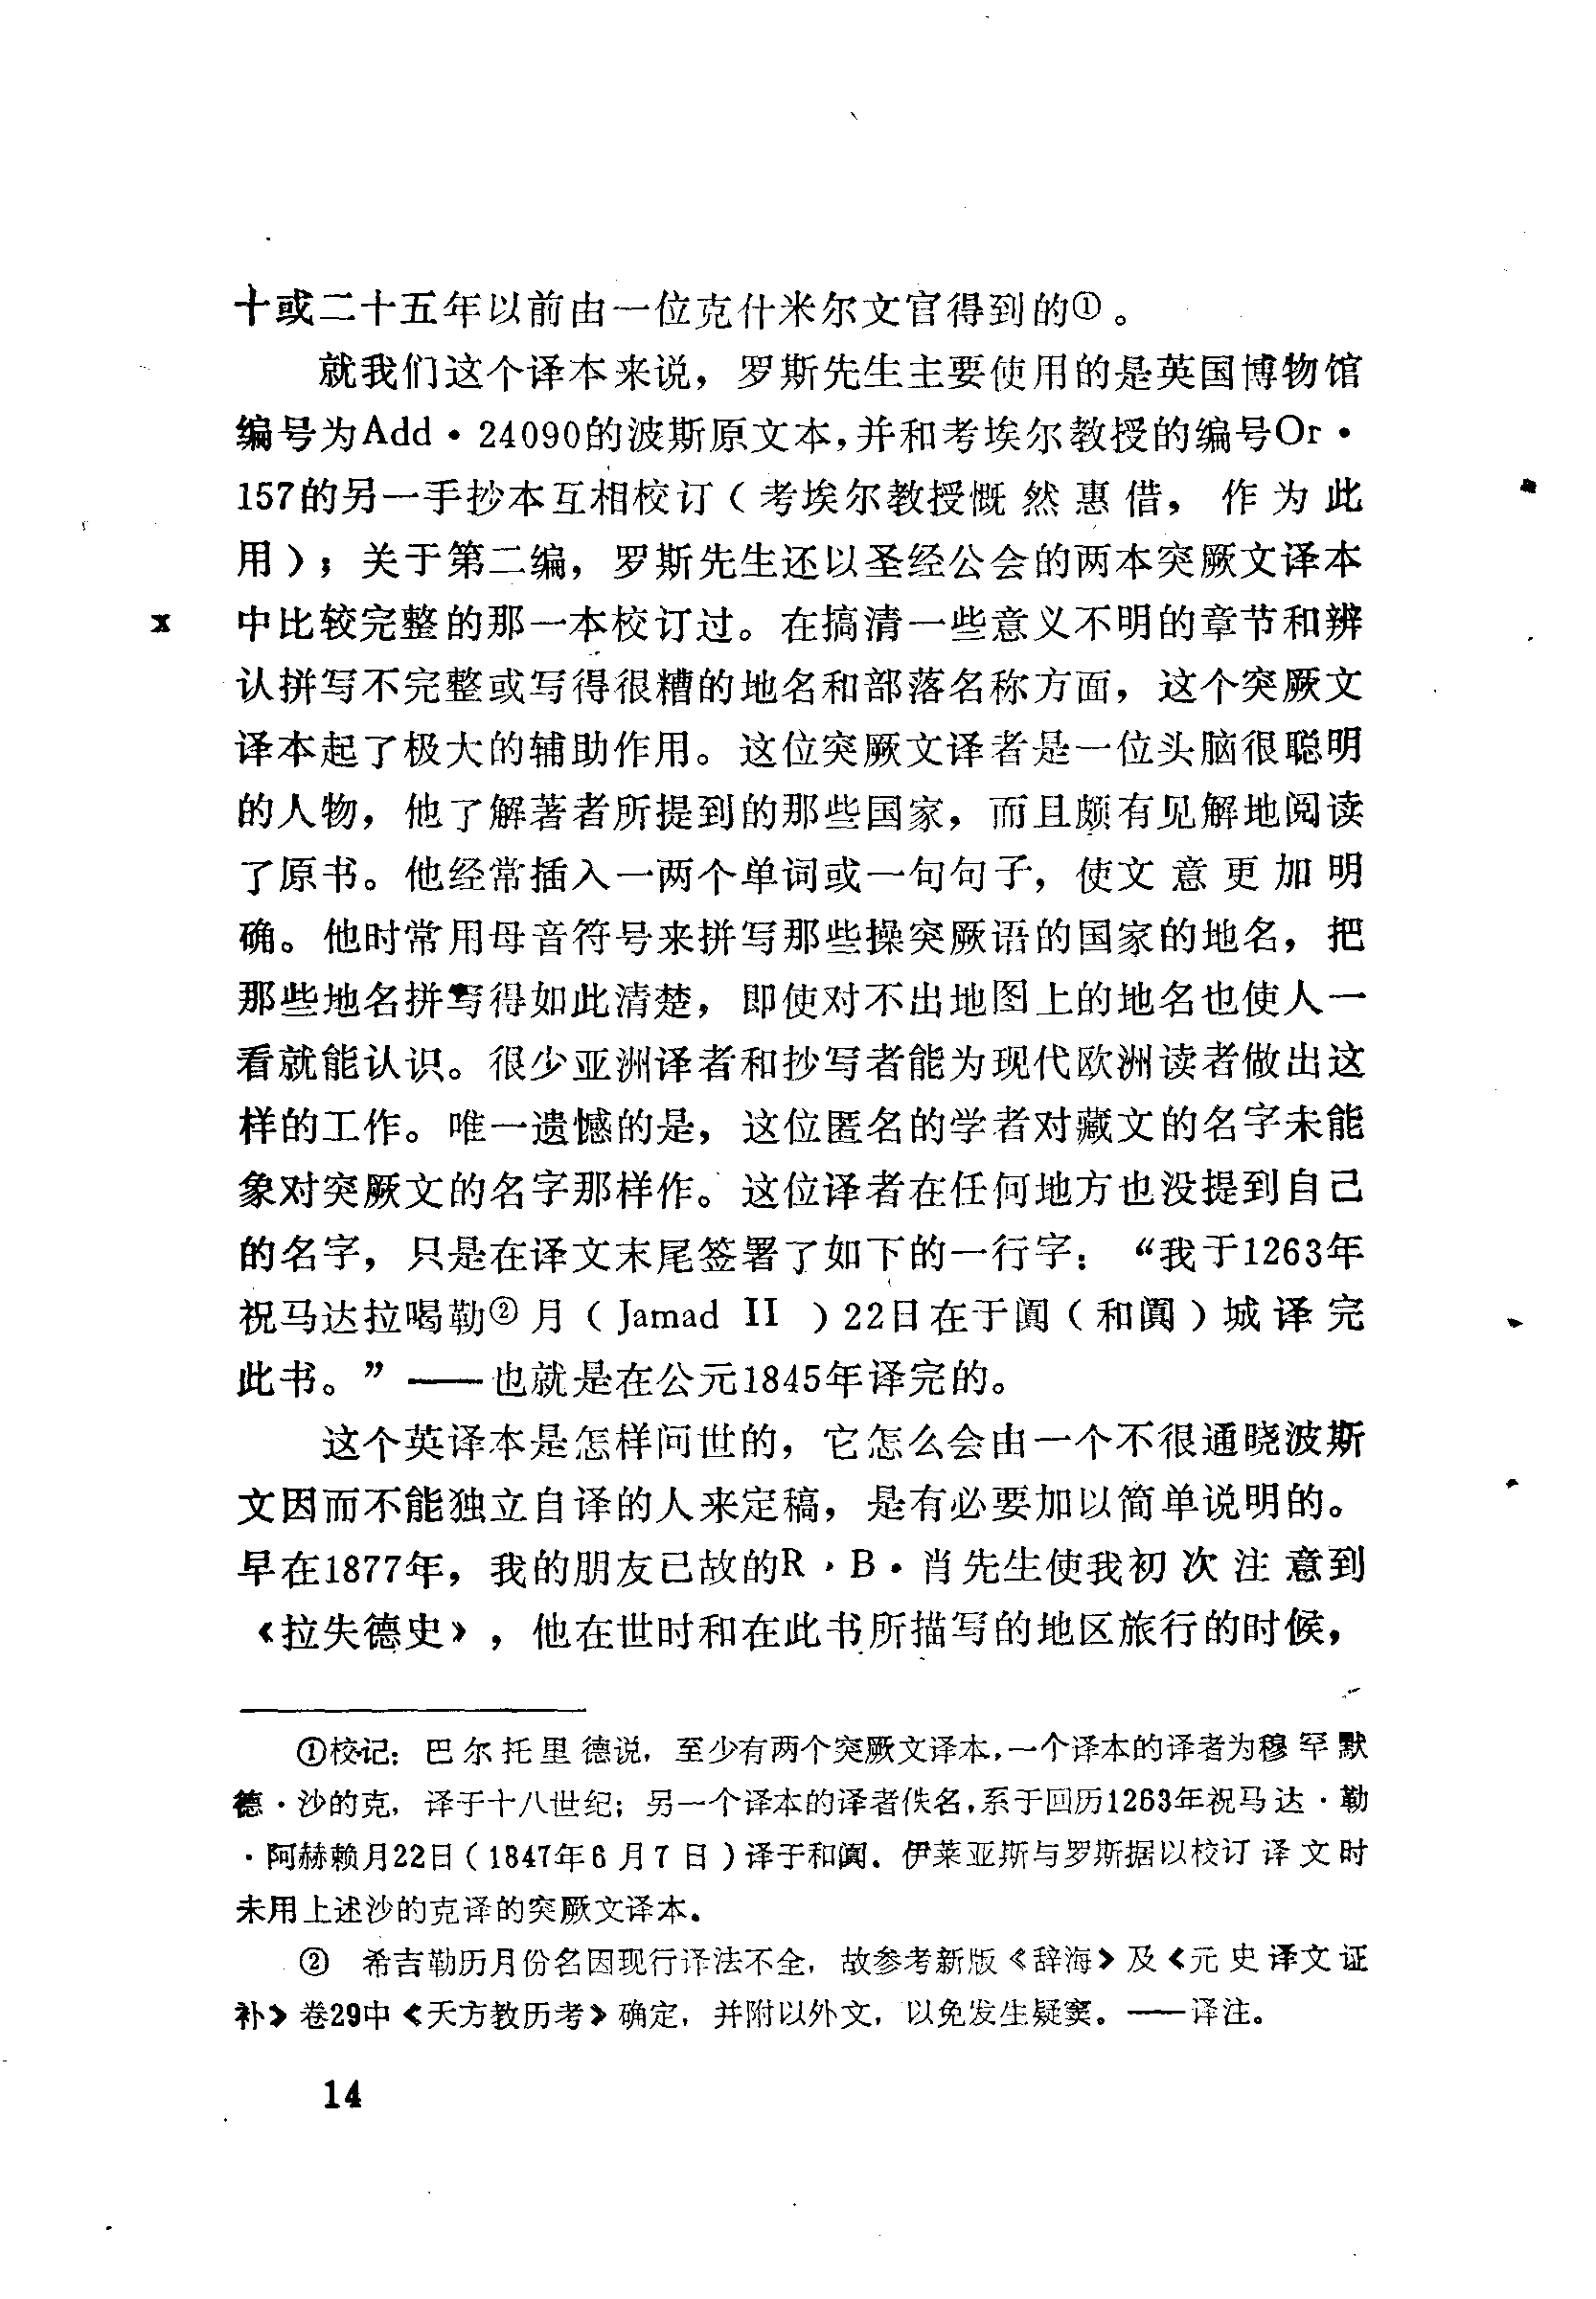 十或二十五年以前由一位克什米尔文官得到的①。
就我们这个译本来说，罗斯先生主要使用的是英国博物馆
编号为Add·24090的波斯原文本，并和考埃尔教授的编号Or·
157的另一手抄本互相校订（考埃尔教授慨然惠借，作为此
用）；关于第二编，罗斯先生还以圣经公会的两本突厥文译本
中比较完整的那一本校订过。在搞清一些意义不明的章节和辨
认拼写不完整或写得很糟的地名和部落名称方面，这个突厥文
译本起了极大的辅助作用。这位突厥文译者是一位头脑很聪明
的人物，他了解著者所提到的那些国家，而且颇有见解地阅读
了原书。他经常插入一两个单词或一句句子，使文意更加明
确。他时常用母音符号来拼写那些操突厥语的国家的地名，把
那些地名拼写得如此清楚，即使对不出地图上的地名也使人一
看就能认识。很少亚洲译者和抄写者能为现代欧洲读者做出这
样的工作。唯一遗憾的是，这位匿名的学者对藏文的名字未能
象对突厥文的名字那样作。这位译者在任何地方也没提到自己
的名字，只是在译文末尾签署了如下的一行字：“我于1263年
祝马达拉喝勒②月（Jamad II ）22日在于阗（和阗）城译完
此书。”——也就是在公元1845年译完的。
这个英译本是怎样问世的，它怎么会由一个不很通晓波斯
文因而不能独立自译的人来定稿，是有必要加以简单说明的。
早在1877年，我的朋友已故的R·B·肖先生使我初次注意到
《拉失德史》，他在世时和在此书所描写的地区旅行的时候，
①校记：巴尔托里德说，至少有两个突厥文译本，一个译本的译者为穆罕默
德·沙的克，译于十八世纪；另一个译本的译者佚名，系于回历1263年祝马达·勒
·阿赫赖月22日（1847年6月7日）译于和阗。伊莱亚斯与罗斯据以校订译文时
未用上述沙的克译的突厥文译本。
② 希吉勒历月份名因现行译法不全，故参考新版《辞海》及《元史译文证
补》卷29中《天方教历考》确定，并附以外文，以免发生疑窦。——译注。
14